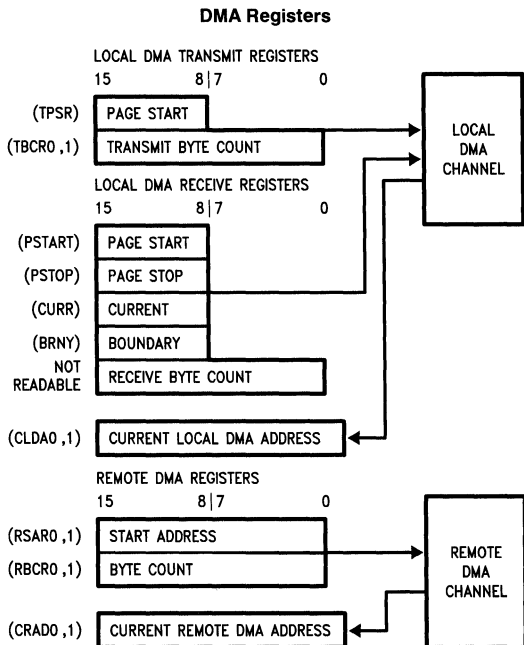 DMA Registers
LOCAL DMA TRANSMIT REGISTERS
15 8|7 0
(TPSR) PAGE START
(TBCR0,1) TRANSMIT BYTE COUNT
LOCAL DMA CHANNEL
LOCAL DMA RECEIVE REGISTERS
15 8|7 0
(PSTART) PAGE START
(PSTOP) PAGE STOP
(CURR) CURRENT
(BRNY) BOUNDARY
NOT READABLE RECEIVE BYTE COUNT
(CLDA0,1) CURRENT LOCAL DMA ADDRESS
REMOTE DMA REGISTERS
15 8|7 0
(RSAR0,1) START ADDRESS
(RBCR0,1) BYTE COUNT
REMOTE DMA CHANNEL
(CRAD0,1) CURRENT REMOTE DMA ADDRESS